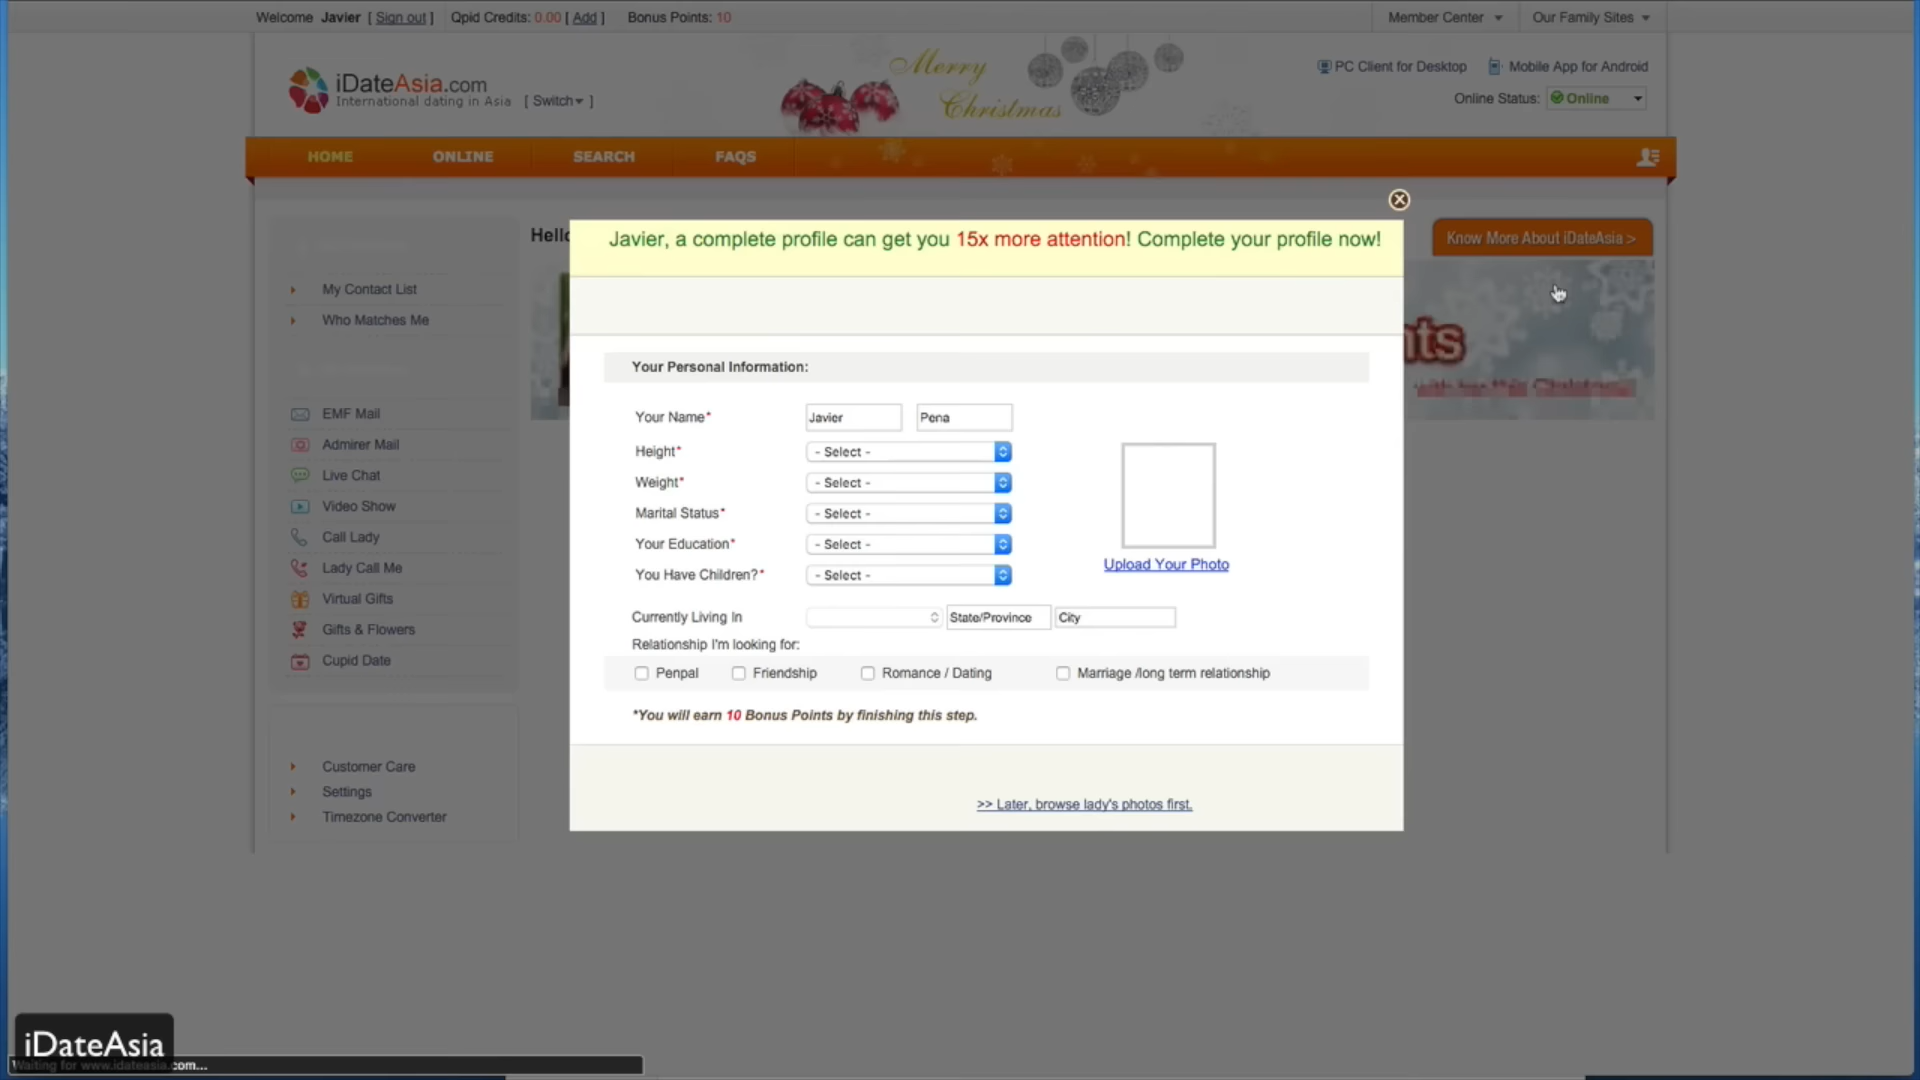 Welcome Javier [ Sign out ] Qpid Credits: 0.00 [ Add ] Bonus Points: 10 Member Center Our Family Sites
iDateAsia.com
International dating in Asia [ Switch ]
Merry
Christmas
PC Client for Desktop Mobile App for Android
Online Status: Online
HOME ONLINE SEARCH FAQS
Know More About iDateAsia >
Javier, a complete profile can get you 15x more attention! Complete your profile now!
My Contact List
Who Matches Me
EMF Mail
Admirer Mail
Live Chat
Video Show
Call Lady
Lady Call Me
Virtual Gifts
Gifts & Flowers
Cupid Date
Customer Care
Settings
Timezone Converter
Your Personal Information:
Your Name* Javier Pena
Height* - Select -
Weight* - Select -
Marital Status* - Select -
Your Education* - Select -
You Have Children?* - Select -
Upload Your Photo
Currently Living In State/Province City
Relationship I'm looking for:
Penpal Friendship Romance / Dating Marriage /long term relationship
*You will earn 10 Bonus Points by finishing this step.
>> Later, browse lady's photos first.
iDateAsia
Waiting for www.idateasia.com...